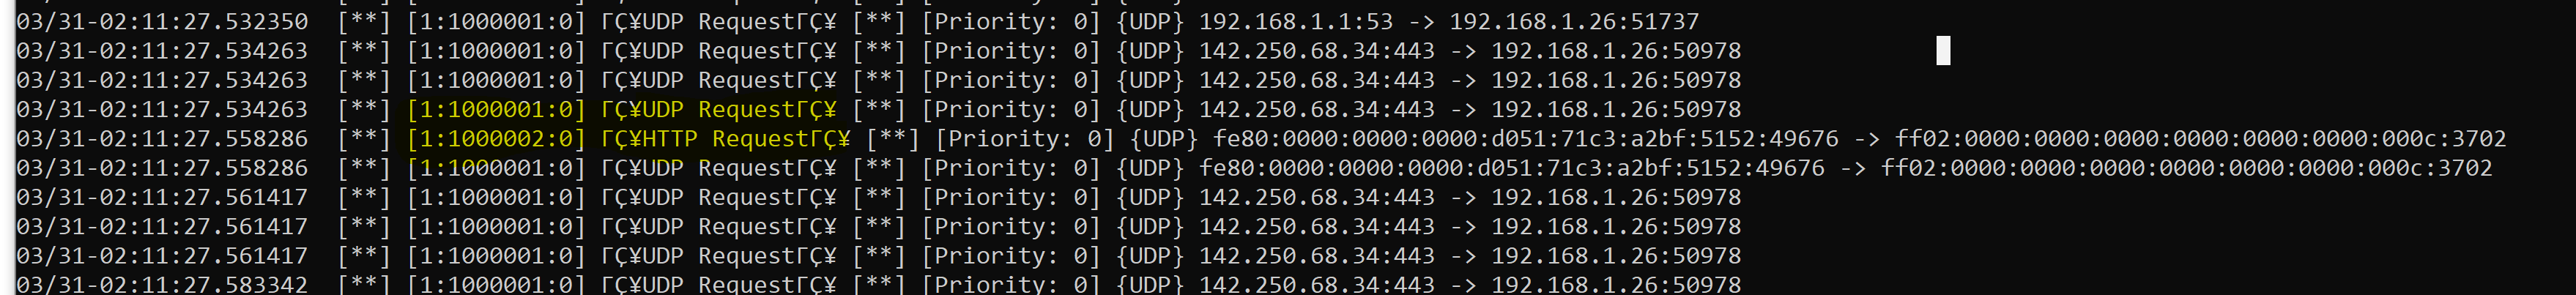 03/31-02:11:27.532350  [**] [1:1000001:0] ΓÇ¥UDP RequestΓÇ¥ [**] [Priority: 0] {UDP} 192.168.1.1:53 -> 192.168.1.26:51737
03/31-02:11:27.534263  [**] [1:1000001:0] ΓÇ¥UDP RequestΓÇ¥ [**] [Priority: 0] {UDP} 142.250.68.34:443 -> 192.168.1.26:50978
03/31-02:11:27.534263  [**] [1:1000001:0] ΓÇ¥UDP RequestΓÇ¥ [**] [Priority: 0] {UDP} 142.250.68.34:443 -> 192.168.1.26:50978
03/31-02:11:27.534263  [**] [1:1000001:0] ΓÇ¥UDP RequestΓÇ¥ [**] [Priority: 0] {UDP} 142.250.68.34:443 -> 192.168.1.26:50978
03/31-02:11:27.558286  [**] [1:1000002:0] ΓÇ¥HTTP RequestΓÇ¥ [**] [Priority: 0] {UDP} fe80:0000:0000:0000:d051:71c3:a2bf:5152:49676 -> ff02:0000:0000:0000:0000:0000:0000:000c:3702
03/31-02:11:27.558286  [**] [1:1000001:0] ΓÇ¥UDP RequestΓÇ¥ [**] [Priority: 0] {UDP} fe80:0000:0000:0000:d051:71c3:a2bf:5152:49676 -> ff02:0000:0000:0000:0000:0000:0000:000c:3702
03/31-02:11:27.561417  [**] [1:1000001:0] ΓÇ¥UDP RequestΓÇ¥ [**] [Priority: 0] {UDP} 142.250.68.34:443 -> 192.168.1.26:50978
03/31-02:11:27.561417  [**] [1:1000001:0] ΓÇ¥UDP RequestΓÇ¥ [**] [Priority: 0] {UDP} 142.250.68.34:443 -> 192.168.1.26:50978
03/31-02:11:27.561417  [**] [1:1000001:0] ΓÇ¥UDP RequestΓÇ¥ [**] [Priority: 0] {UDP} 142.250.68.34:443 -> 192.168.1.26:50978
03/31-02:11:27.583342  [**] [1:1000001:0] ΓÇ¥UDP RequestΓÇ¥ [**] [Priority: 0] {UDP} 142.250.68.34:443 -> 192.168.1.26:50978